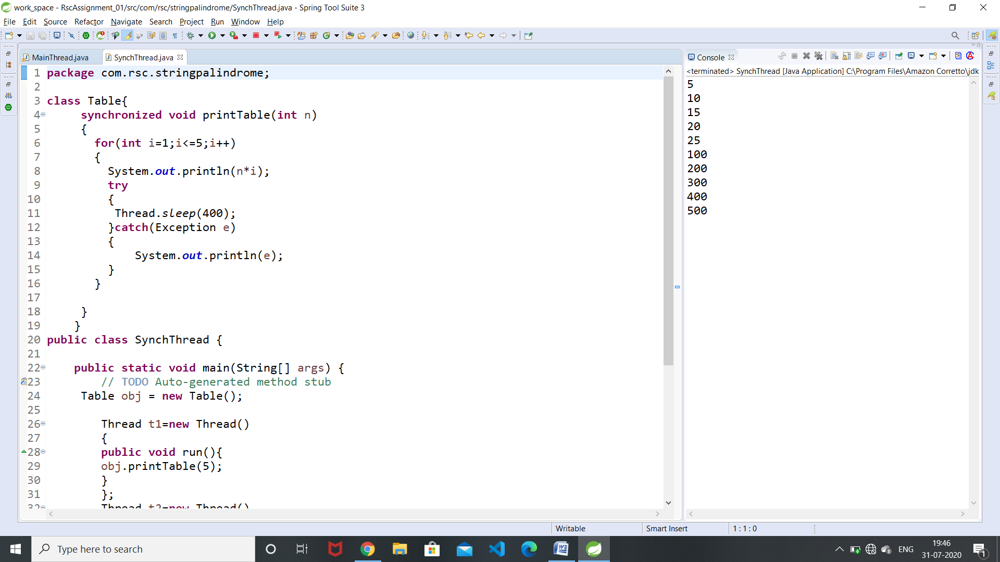 work_space - RscAssignment_01/src/com/rsc/stringpalindrome/SynchThread.java - Spring Tool Suite 3
File Edit Source Refactor Navigate Search Project Run Window Help
MainThread.java
SynchThread.java
1 package com.rsc.stringpalindrome;
2
3 class Table{
4 synchronized void printTable(int n)
5 {
6 for(int i=1;i<=5;i++)
7 {
8 System.out.println(n*i);
9 try
10 {
11 Thread.sleep(400);
12 }catch(Exception e)
13 {
14 System.out.println(e);
15 }
16 }
17
18 }
19 }
20 public class SynchThread {
21
22 public static void main(String[] args) {
23 // TODO Auto-generated method stub
24 Table obj = new Table();
25
26 Thread t1=new Thread()
27 {
28 public void run(){
29 obj.printTable(5);
30 }
31 };
32 Thread t2=new Thread()
Console
<terminated> SynchThread [Java Application] C:\Program Files\Amazon Corretto\jdk
5
10
15
20
25
100
200
300
400
500
Writable
Smart Insert
1 : 1 : 0
Type here to search
ENG
19:46
31-07-2020
1